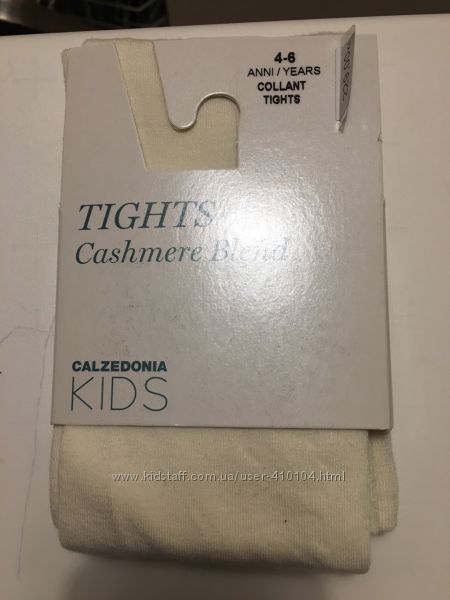 4-6
ANNI / YEARS
COLLANT
TIGHTS
TIGHTS
Cashmere Blend
CALZEDONIA
KIDS
www.kidstaff.com.ua/user-410104.html